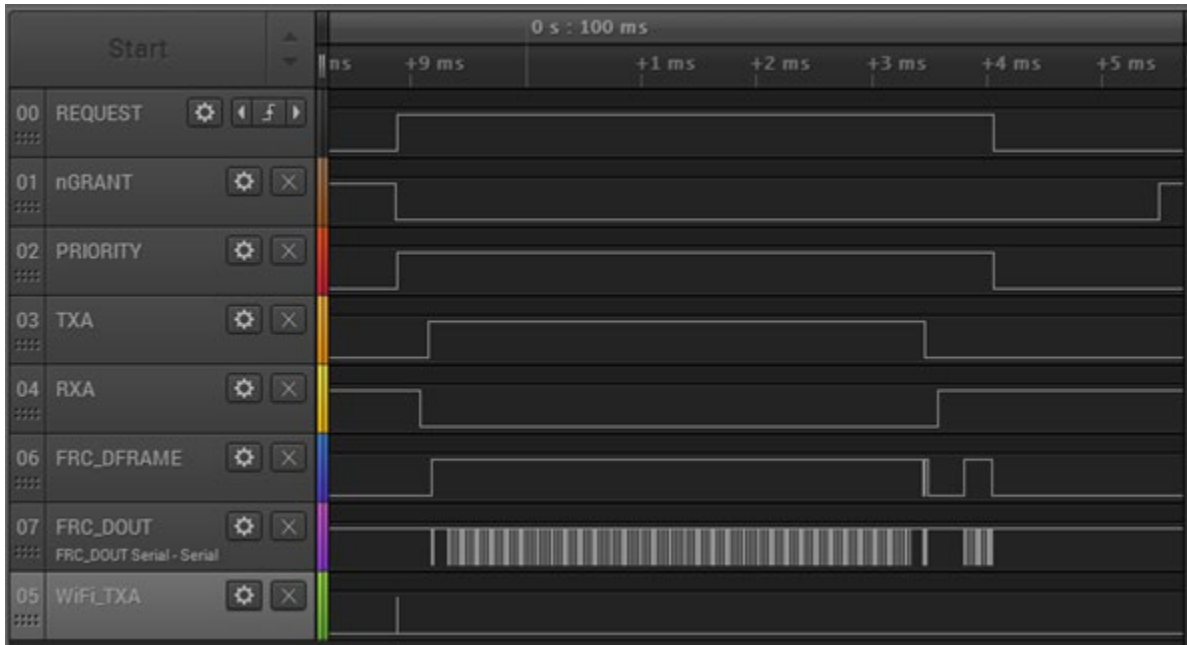 0 s : 100 ms
Start
ns +9 ms +1 ms +2 ms +3 ms +4 ms +5 ms
00 REQUEST
01 nGRANT
02 PRIORITY
03 TXA
04 RXA
06 FRC_DFRAME
07 FRC_DOUT
FRC_DOUT Serial - Serial
05 WiFi_TXA